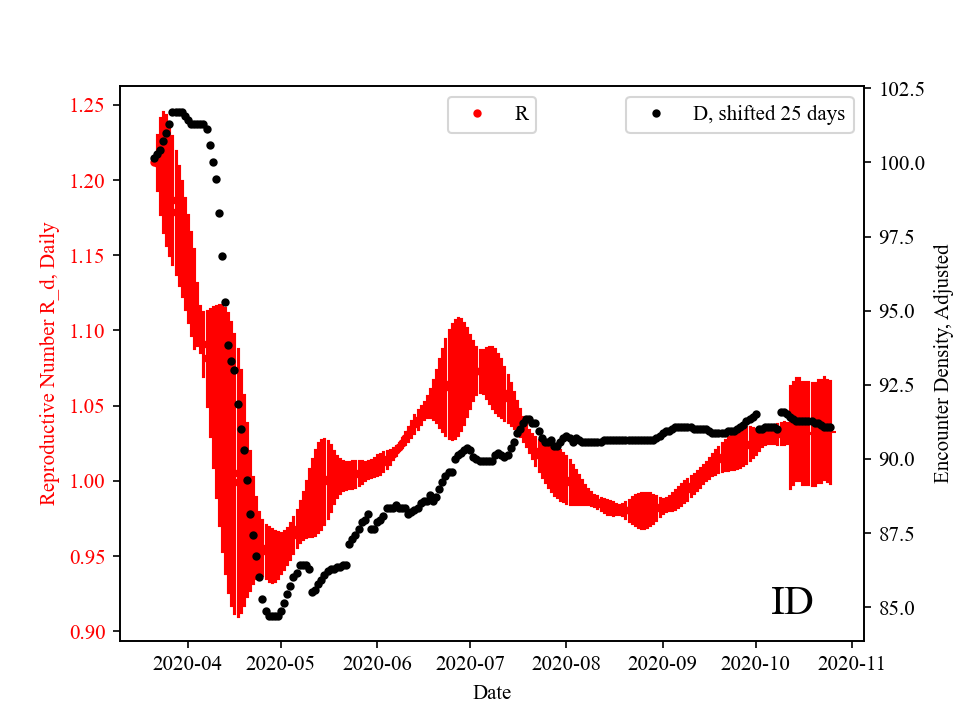 R
D, shifted 25 days
Reproductive Number R_d, Daily
1.25
1.20
1.15
1.10
1.05
1.00
0.95
0.90
102.5
100.0
97.5
95.0
92.5
90.0
87.5
85.0
Encounter Density, Adjusted
ID
2020-04 2020-05 2020-06 2020-07 2020-08 2020-09 2020-10 2020-11
Date